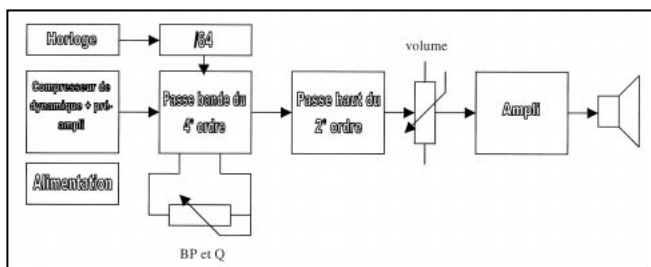 Horloge
/64
volume
Compresseur de
dynamique + pré-
ampli
Passe bande du
4° ordre
Passe haut du
2° ordre
Ampli
Alimentation
BP et Q